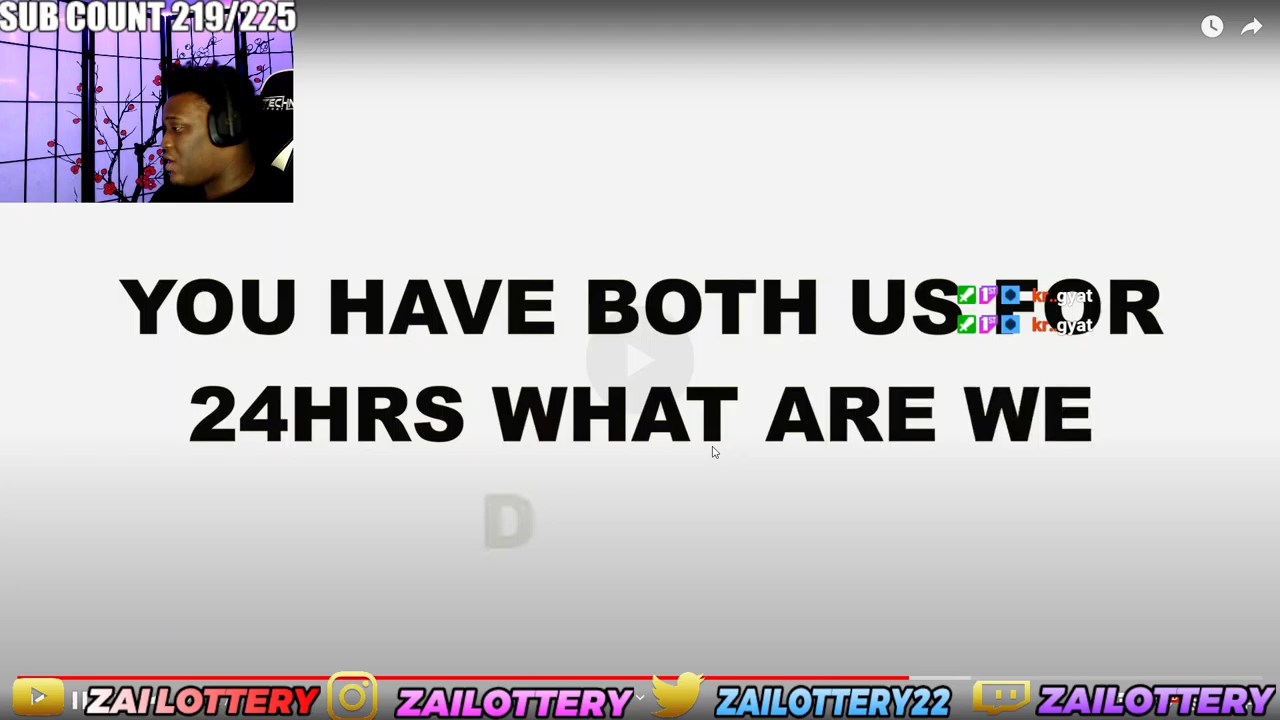 SUB COUNT 219/225
TECHN
YOU HAVE BOTH US FOR
kr..gyat
kr..gyat
24HRS WHAT ARE WE
D
ZAILOTTERY
ZAILOTTERY
ZAILOTTERY22
ZAILOTTERY